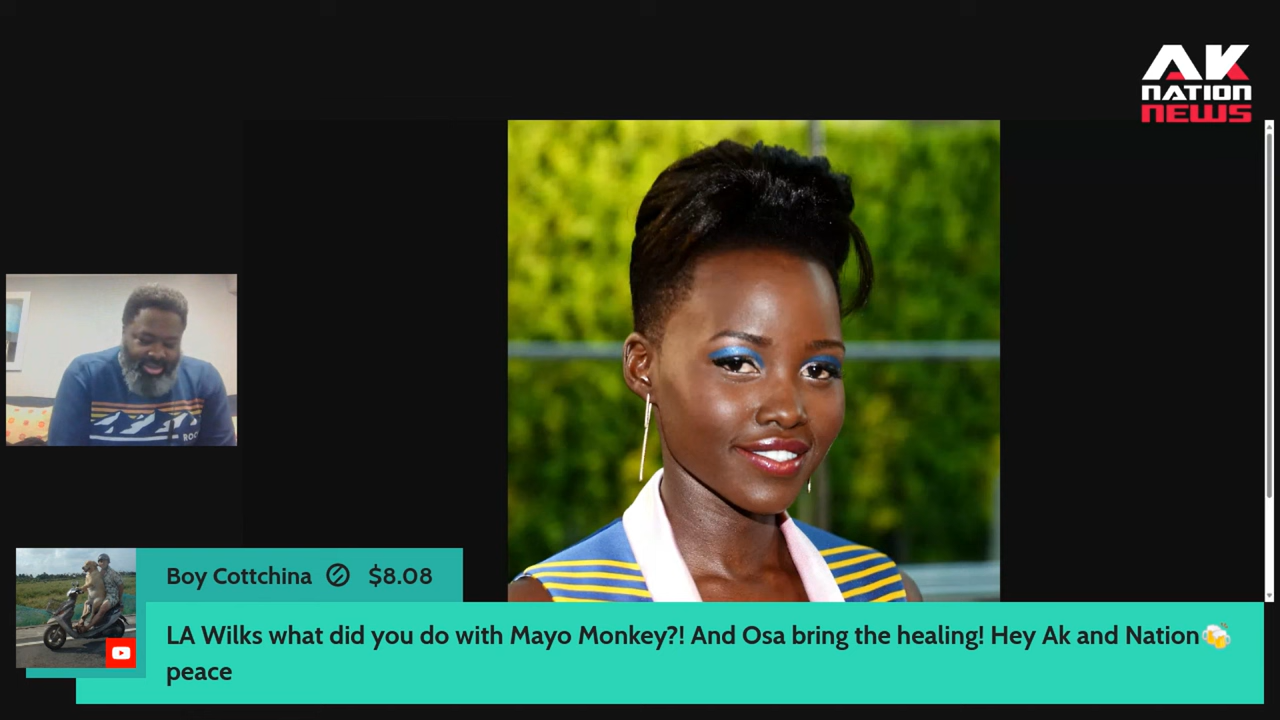 AK
NATION
NEWS
ROC
Boy Cottchina $8.08
LA Wilks what did you do with Mayo Monkey?! And Osa bring the healing! Hey Ak and Nation🍻
peace